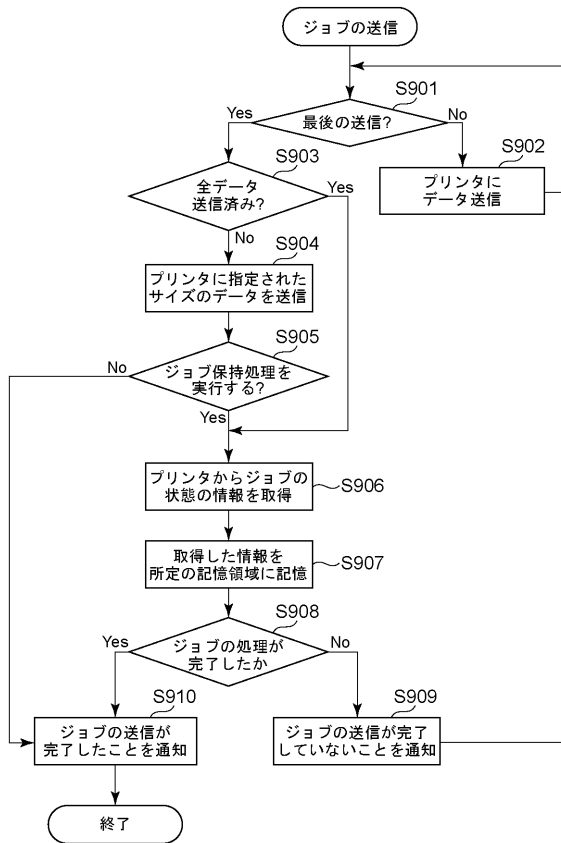 ジョブの送信
S901
Yes
最後の送信?
No
S902
プリンタに
データ送信
S903
全データ
送信済み?
Yes
No
S904
プリンタに指定された
サイズのデータを送信
S905
No
ジョブ保持処理を
実行する?
Yes
プリンタからジョブの
状態の情報を取得
S906
取得した情報を
所定の記憶領域に記憶
S907
S908
Yes
ジョブの処理が
完了したか
No
S910
ジョブの送信が
完了したことを通知
S909
ジョブの送信が完了
していないことを通知
終了